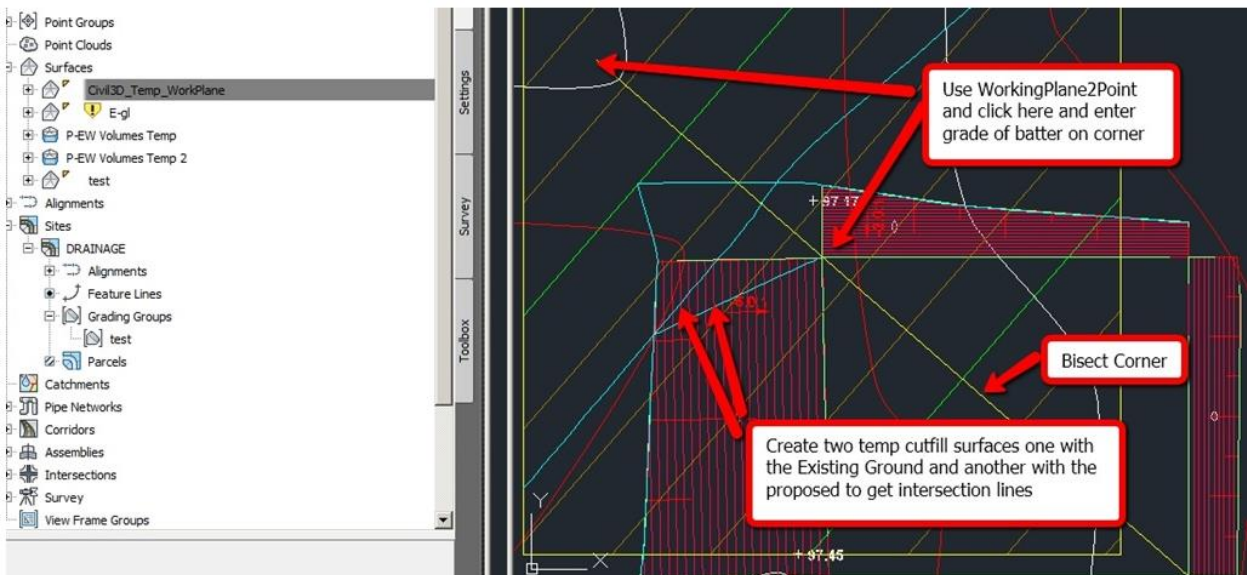 Point Groups
Point Clouds
Surfaces
Civil3D_Temp_WorkPlane
E-gl
P-EW Volumes Temp
P-EW Volumes Temp 2
test
Alignments
Sites
DRAINAGE
Alignments
Feature Lines
Grading Groups
test
Parcels
Catchments
Pipe Networks
Corridors
Assemblies
Intersections
Survey
View Frame Groups
Settings
Survey
Toolbox
Use WorkingPlane2Point
and click here and enter
grade of batter on corner
+ 97.17
0
Bisect Corner
0
Create two temp cutfill surfaces one with
the Existing Ground and another with the
proposed to get intersection lines
Y
X
+ 97.45